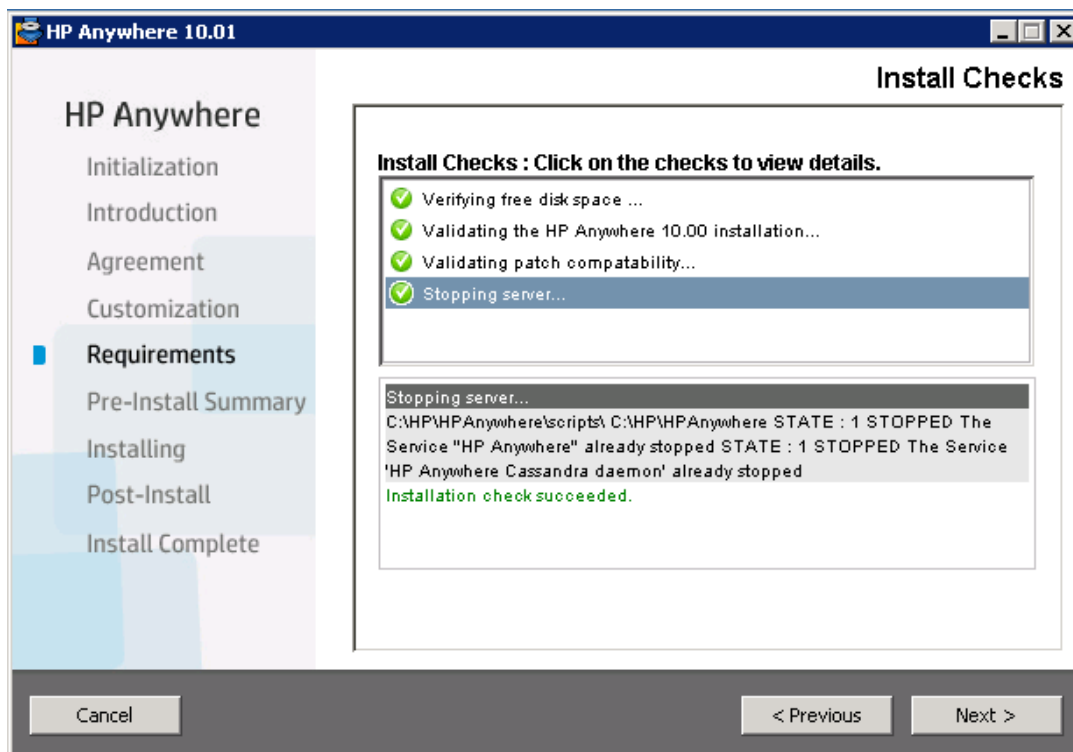 HP Anywhere 10.01
Install Checks
HP Anywhere
Initialization
Introduction
Agreement
Customization
Requirements
Pre-Install Summary
Installing
Post-Install
Install Complete
Install Checks : Click on the checks to view details.
Verifying free disk space ...
Validating the HP Anywhere 10.00 installation...
Validating patch compatability...
Stopping server...
Stopping server...
C:\HP\HPAnywhere\scripts\ C:\HP\HPAnywhere STATE : 1 STOPPED The
Service "HP Anywhere" already stopped STATE : 1 STOPPED The Service
'HP Anywhere Cassandra daemon' already stopped
Installation check succeeded.
Cancel
< Previous
Next >